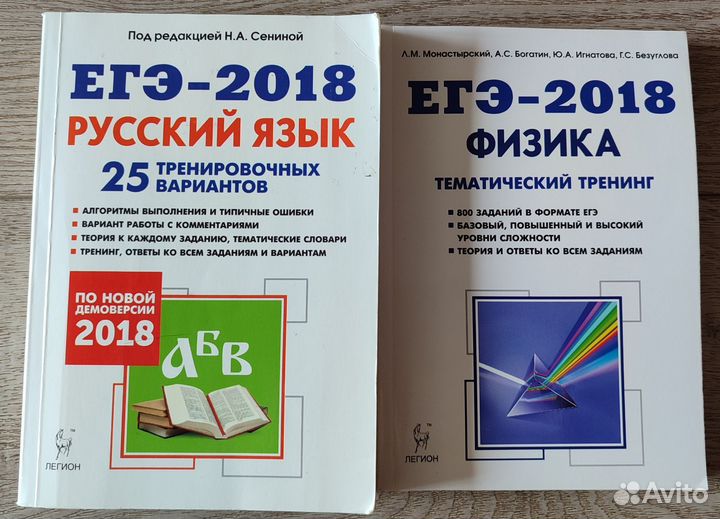 Под редакцией Н.А. Сениной
ЕГЭ-2018
РУССКИЙ ЯЗЫК
25 ТРЕНИРОВОЧНЫХ
ВАРИАНТОВ
АЛГОРИТМЫ ВЫПОЛНЕНИЯ И ТИПИЧНЫЕ ОШИБКИ
ВАРИАНТ РАБОТЫ С КОММЕНТАРИЯМИ
ТЕОРИЯ К КАЖДОМУ ЗАДАНИЮ, ТЕМАТИЧЕСКИЕ СЛОВАРИ
ТРЕНИНГ, ОТВЕТЫ КО ВСЕМ ЗАДАНИЯМ И ВАРИАНТАМ
ПО НОВОЙ
ДЕМОВЕРСИИ
2018
АБВ
ЛЕГИОН
Л.М. Монастырский, А.С. Богатин, Ю.А. Игнатова, Г.С. Безуглова
ЕГЭ-2018
ФИЗИКА
ТЕМАТИЧЕСКИЙ ТРЕНИНГ
800 ЗАДАНИЙ В ФОРМАТЕ ЕГЭ
БАЗОВЫЙ, ПОВЫШЕННЫЙ И ВЫСОКИЙ
УРОВНИ СЛОЖНОСТИ
ТЕОРИЯ И ОТВЕТЫ КО ВСЕМ ЗАДАНИЯМ
ЛЕГИОН
Avito